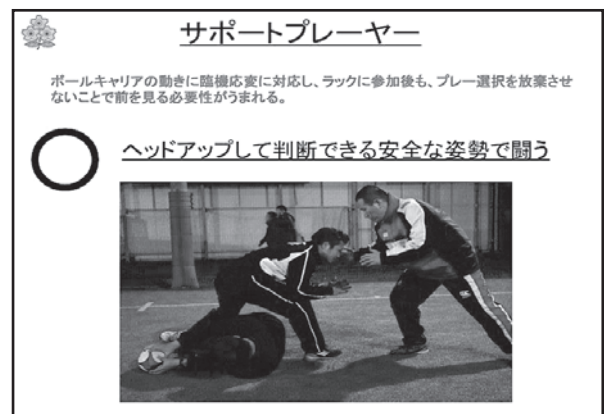 サポートプレーヤー
ボールキャリアの動きに臨機応変に対応し、ラックに参加後も、プレー選択を放棄させ
ないことで前を見る必要性がうまれる。
ヘッドアップして判断できる安全な姿勢で闘う